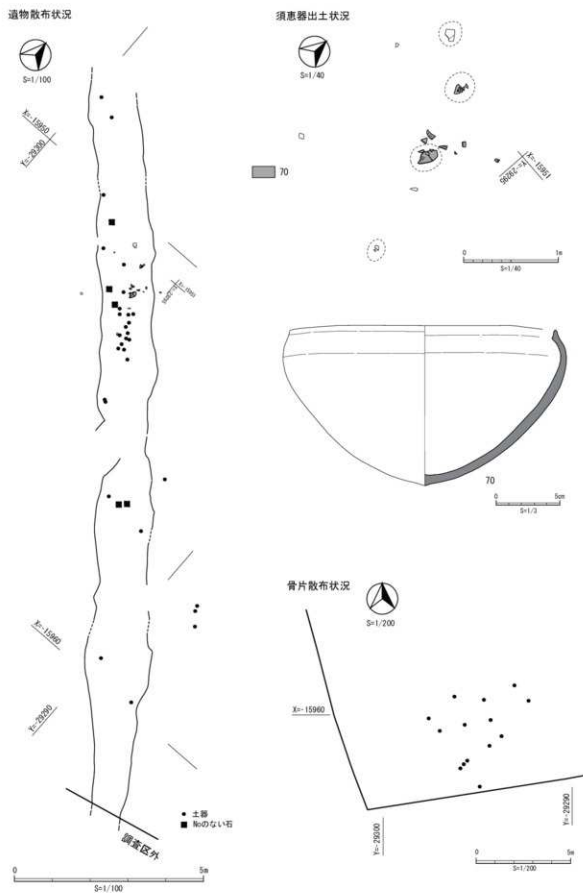 遺物散布状況
S=1/100
X=-15950
Y=-29300
X=-15960
Y=-29290
● 土器
■ Noのない石
調査区外
0 5m
S=1/100
須恵器出土状況
S=1/40
70
X=-15951
Y=-29295
0 1m
S=1/40
70
0 5cm
S=1/3
骨片散布状況
S=1/200
X=-15960
Y=-29300
Y=-29290
0 5m
S=1/200